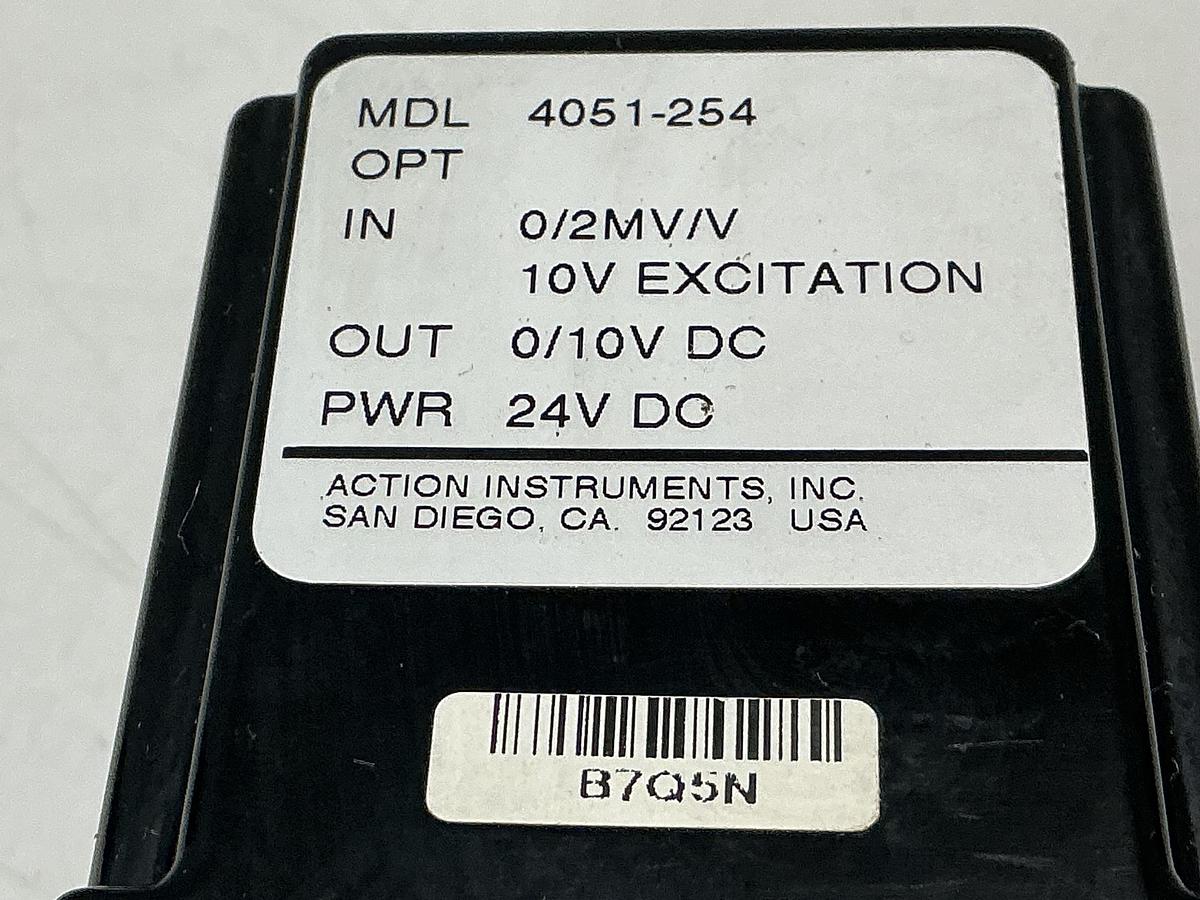 MDL 4051-254
OPT
IN 0/2MV/V
10V EXCITATION
OUT 0/10V DC
PWR 24V DC
ACTION INSTRUMENTS, INC.
SAN DIEGO, CA. 92123 USA
B7Q5N